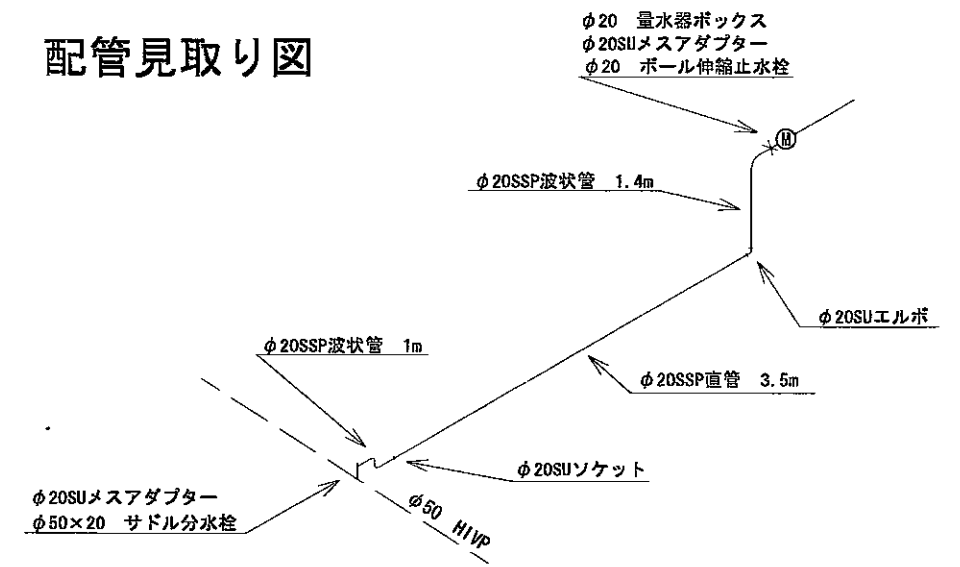 配管見取り図
φ20 量水器ボックス
φ20SUメスアダプター
φ20 ボール伸縮止水栓
M
φ20SSP波状管 1.4m
φ20SUエルボ
φ20SSP波状管 1m
φ20SSP直管 3.5m
φ20SUソケット
φ20SUメスアダプター
φ50×20 サドル分水栓
φ50 HIVP